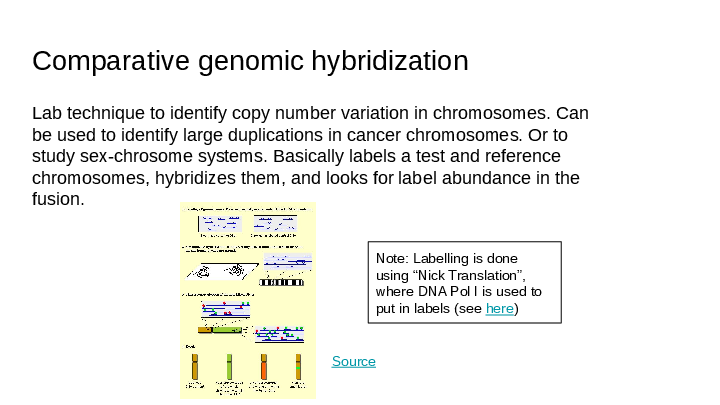 Comparative genomic hybridization
Lab technique to identify copy number variation in chromosomes. Can
be used to identify large duplications in cancer chromosomes. Or to
study sex-chrosome systems. Basically labels a test and reference
chromosomes, hybridizes them, and looks for label abundance in the
fusion.
Note: Labelling is done
using “Nick Translation”,
where DNA Pol I is used to
put in labels (see here)
Source